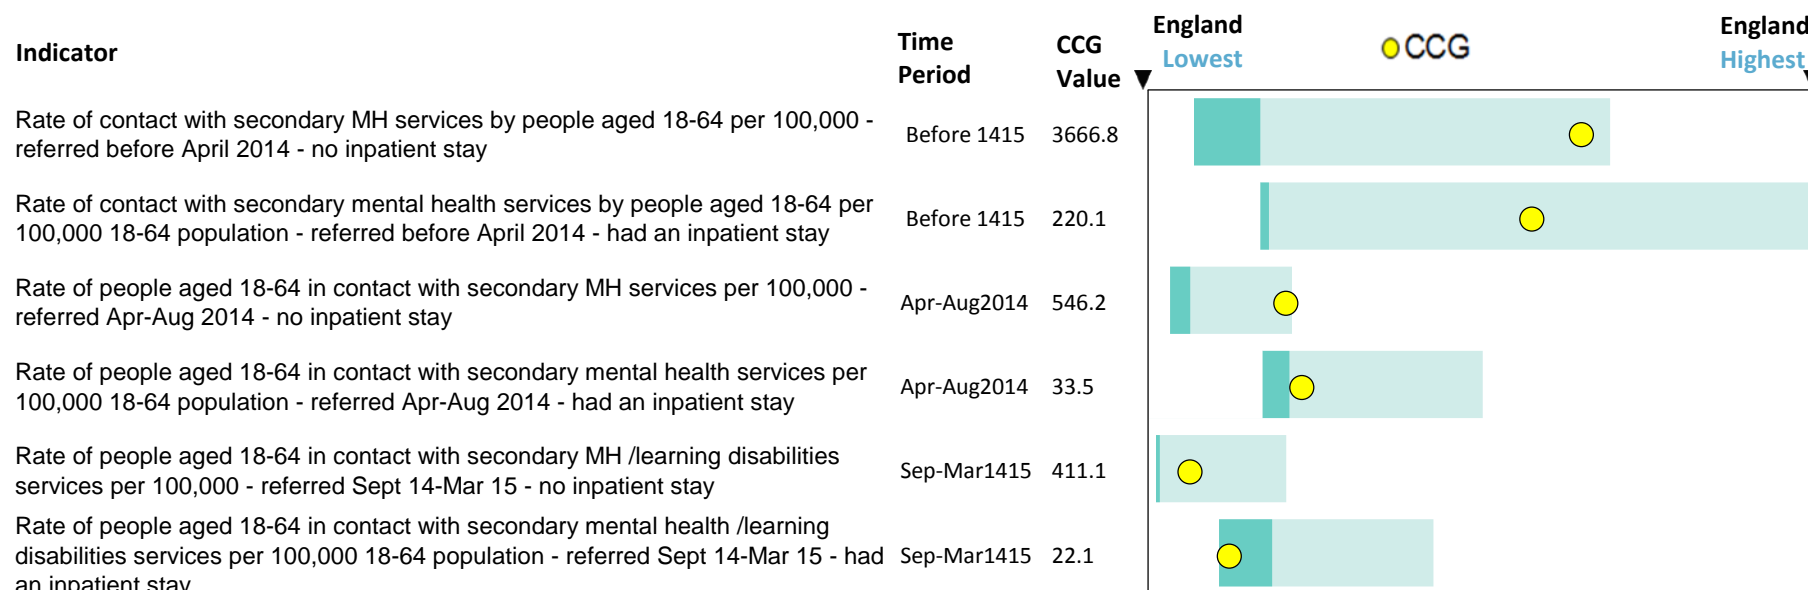 Indicator
Time
Period
CCG
Value
England
Lowest
CCG
England
Highest
Rate of contact with secondary MH services by people aged 18-64 per 100,000 -
referred before April 2014 - no inpatient stay
Before 1415
3666.8
Rate of contact with secondary mental health services by people aged 18-64 per
100,000 18-64 population - referred before April 2014 - had an inpatient stay
Before 1415
220.1
Rate of people aged 18-64 in contact with secondary MH services per 100,000 -
referred Apr-Aug 2014 - no inpatient stay
Apr-Aug2014
546.2
Rate of people aged 18-64 in contact with secondary mental health services per
100,000 18-64 population - referred Apr-Aug 2014 - had an inpatient stay
Apr-Aug2014
33.5
Rate of people aged 18-64 in contact with secondary MH /learning disabilities
services per 100,000 - referred Sept 14-Mar 15 - no inpatient stay
Sep-Mar1415
411.1
Rate of people aged 18-64 in contact with secondary mental health /learning
disabilities services per 100,000 18-64 population - referred Sept 14-Mar 15 - had
an inpatient stay
Sep-Mar1415
22.1